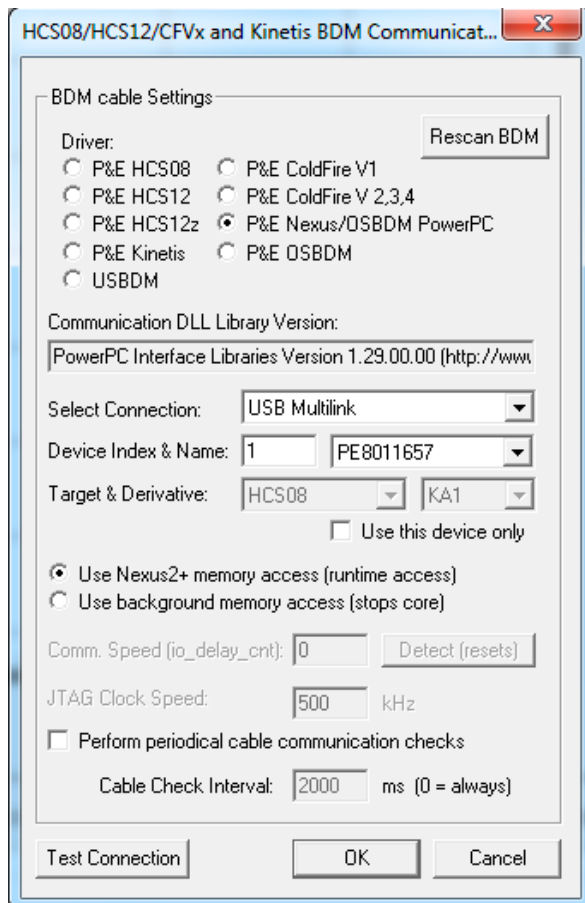 HCS08/HCS12/CFVx and Kinetis BDM Communicat...
BDM cable Settings
Rescan BDM
Driver:
P&E HCS08 P&E ColdFire V1
P&E HCS12 P&E ColdFire V 2,3,4
P&E HCS12z P&E Nexus/OSBDM PowerPC
P&E Kinetis P&E OSBDM
USBDM
Communication DLL Library Version:
PowerPC Interface Libraries Version 1.29.00.00 (http://www
Select Connection: USB Multilink
Device Index & Name: 1 PE8011657
Target & Derivative: HCS08 KA1
Use this device only
Use Nexus2+ memory access (runtime access)
Use background memory access (stops core)
Comm. Speed (io_delay_cnt): 0 Detect (resets)
JTAG Clock Speed: 500 kHz
Perform periodical cable communication checks
Cable Check Interval: 2000 ms (0 = always)
Test Connection OK Cancel